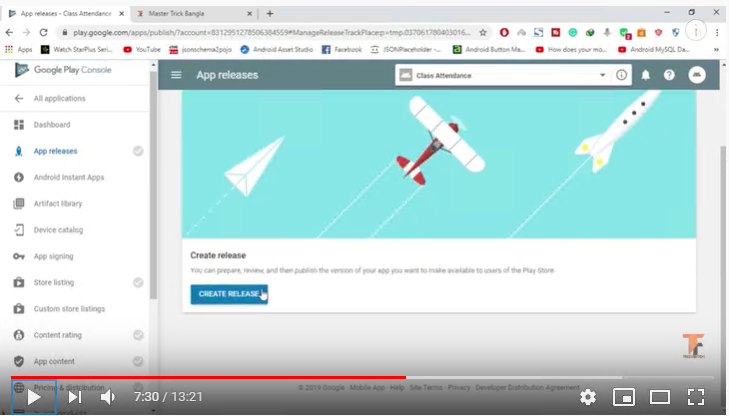 App releases - Class Attendance
Master Trick Bangla
play.google.com/apps/publish/?account=8312951278506384559#ManageReleaseTrackPlace:p=tmp.0370617804030 16...
Apps
Watch StarPlus Seri...
YouTube
jsonschema2pojo
Android Asset Studio
Facebook
JSONPlaceholder -...
Android Button Ma...
How does your mo...
Android MySQL Da...
Google Play Console
App releases
Class Attendance
All applications
Dashboard
App releases
Android Instant Apps
Artifact library
Device catalog
App signing
Store listing
Custom store listings
Content rating
App content
Pricing & distribution
Create release
You can prepare, review, and then publish the version of your app you want to make available to users of the Play Store.
CREATE RELEASE
© 2019 Google · Mobile App · Help · Site Terms · Privacy · Developer Distribution Agreement
7:30 / 13:21